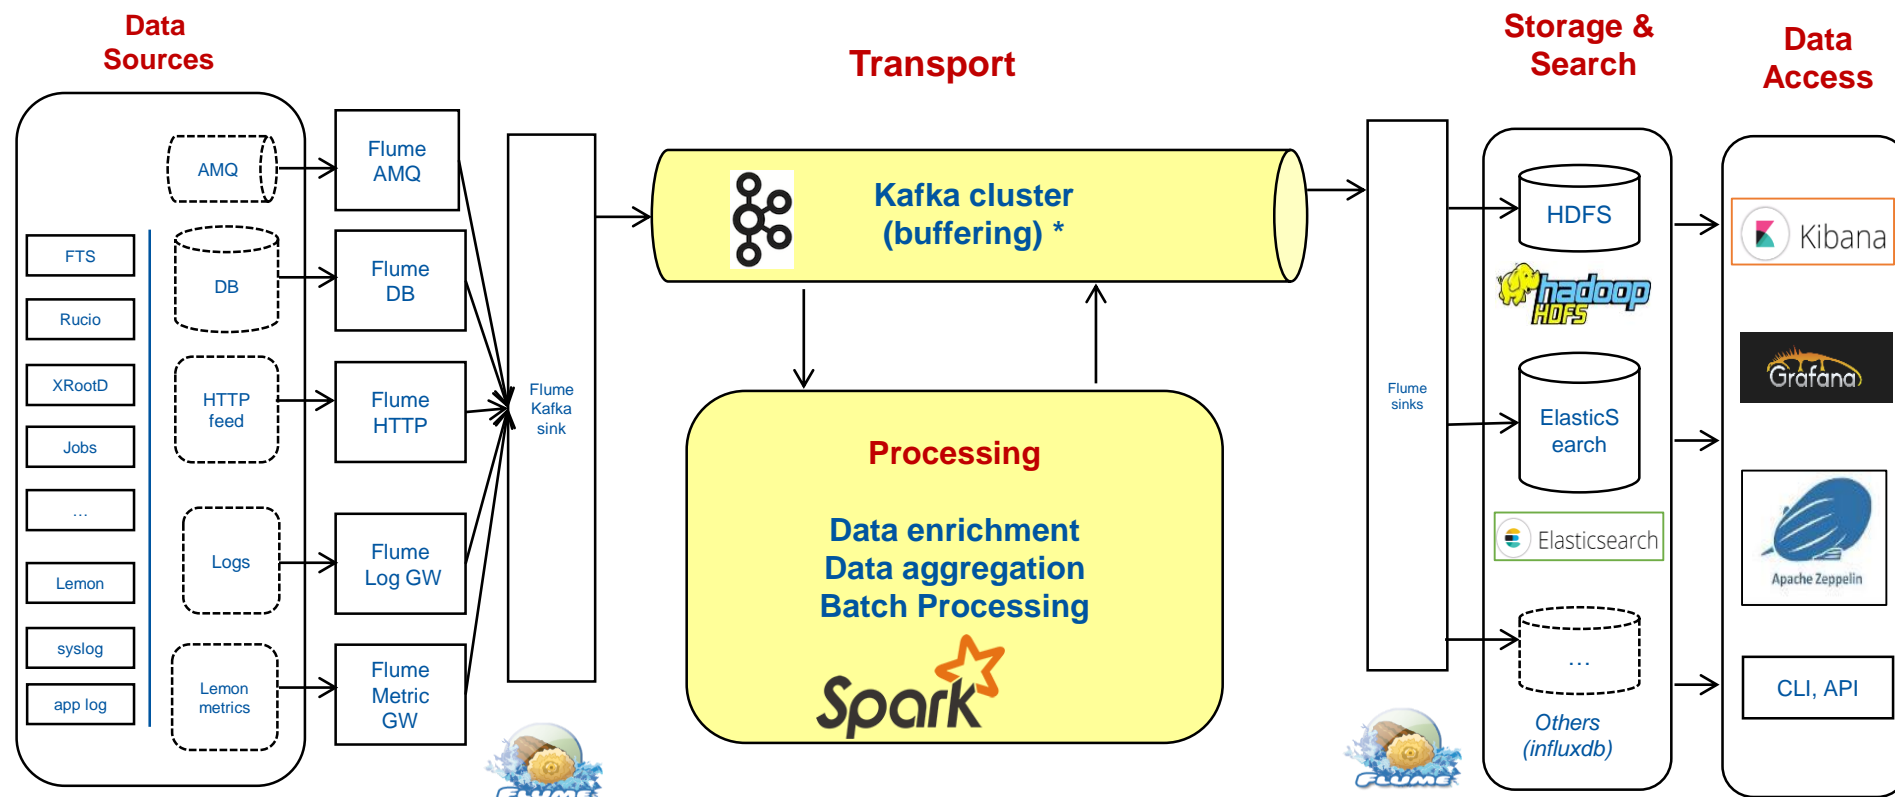 Data
Sources
Transport
Storage &
Search
Data
Access
AMQ
DB
HTTP
feed
Logs
Lemon
metrics
FTS
Rucio
XRootD
Jobs
...
Lemon
syslog
app log
Flume
AMQ
Flume
DB
Flume
HTTP
Flume
Log GW
Flume
Metric
GW
Flume
Kafka
sink
FLUME
Kafka cluster
(buffering) *
Processing
Data enrichment
Data aggregation
Batch Processing
Spark
Flume
sinks
FLUME
HDFS
hadoop
HDFS
ElasticS
earch
Elasticsearch
...
Others
(influxdb)
Kibana
Grafana
Apache Zeppelin
CLI, API